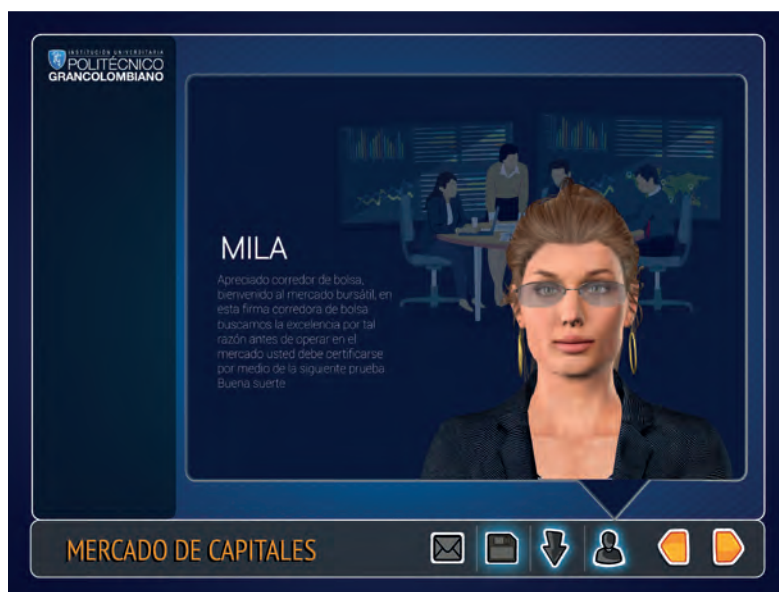 INSTITUCIÓN UNIVERSITARIA
POLITÉCNICO
GRANCOLOMBIANO
MILA
Apreciado corredor de bolsa,
bienvenido al mercado bursátil, en
esta firma corredora de bolsa
buscamos la excelencia por tal
razón antes de operar en el
mercado usted debe certificarse
por medio de la siguiente prueba
Buena suerte
MERCADO DE CAPITALES